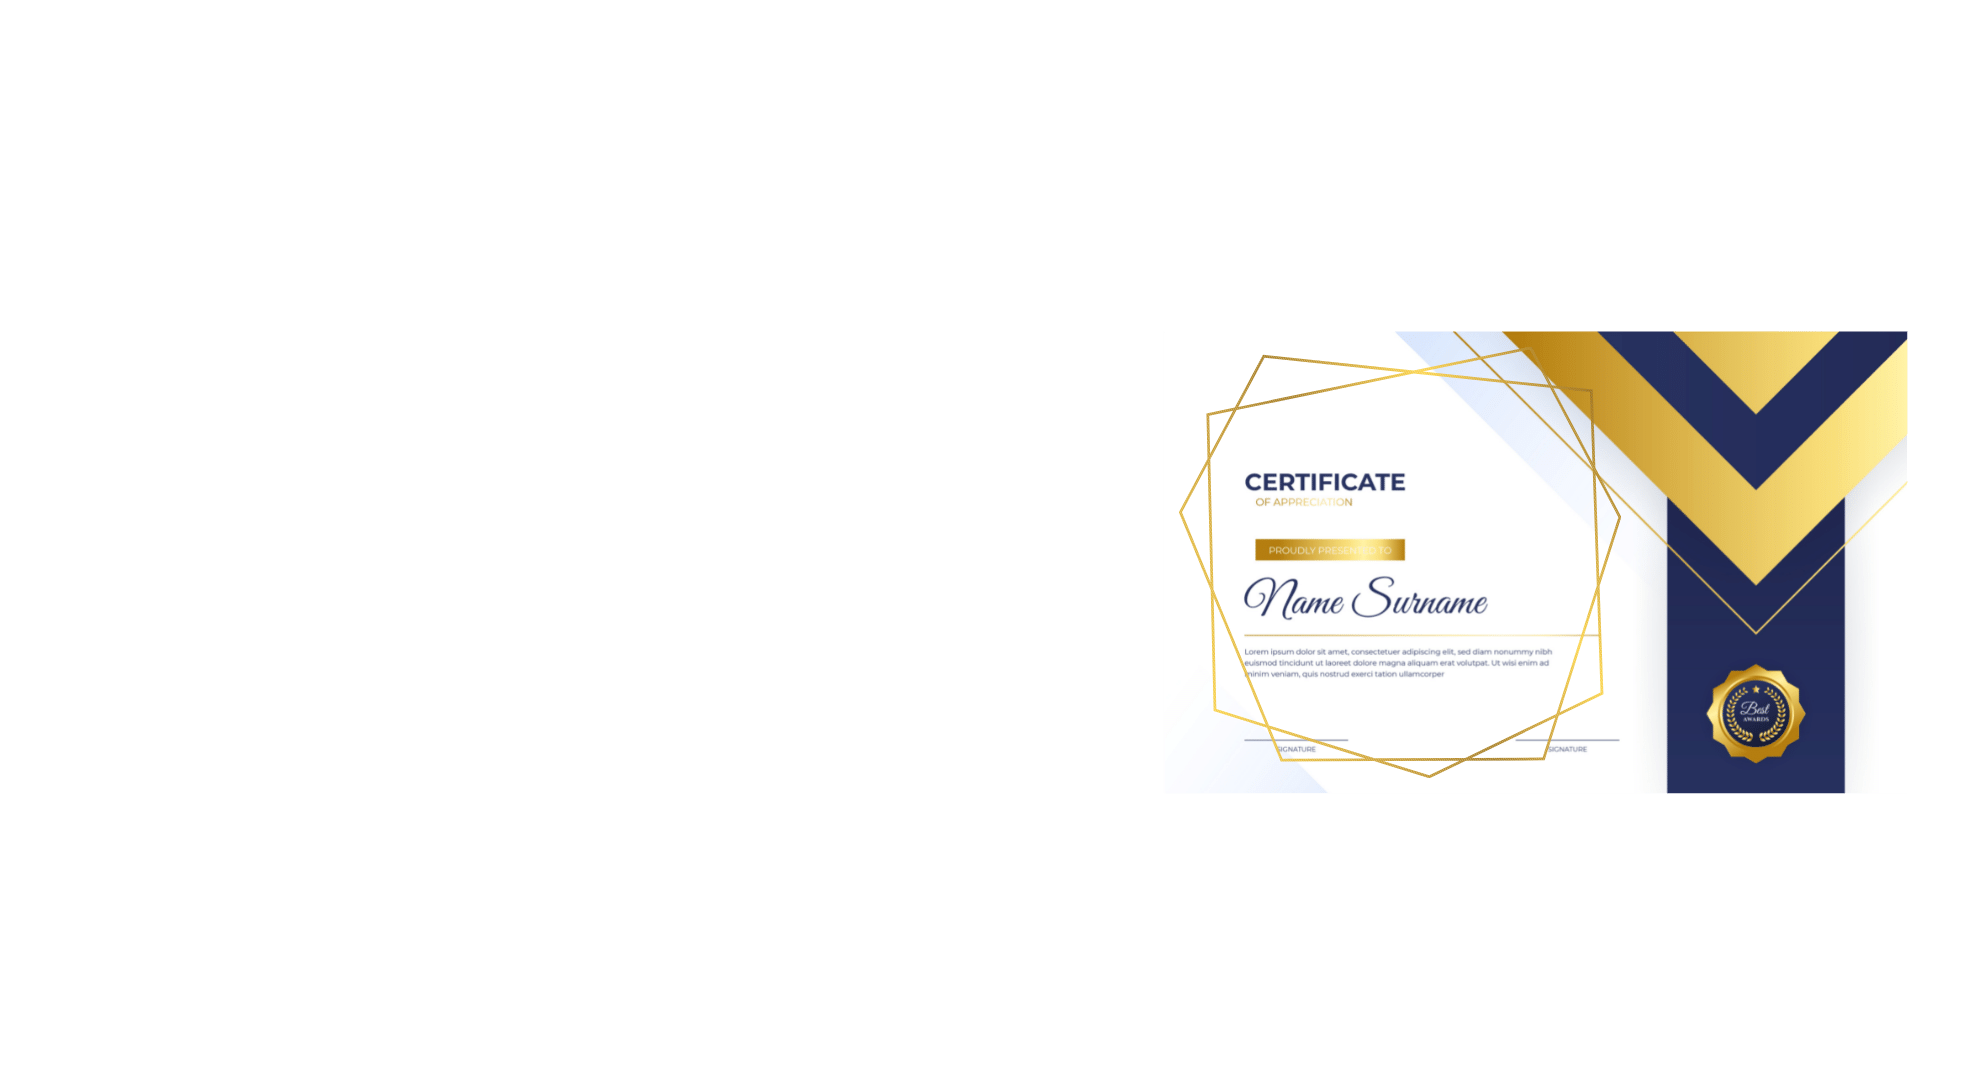 CERTIFICATE
OF APPRECIATION
PROUDLY PRESENTED TO
Name Surname
Lorem ipsum dolor sit amet, consectetuer adipiscing elit, sed diam nonummy nibh
euismod tincidunt ut laoreet dolore magna aliquam erat volutpat. Ut wisi enim ad
minim veniam, quis nostrud exerci tation ullamcorper
SIGNATURE
SIGNATURE
Best
AWARDS